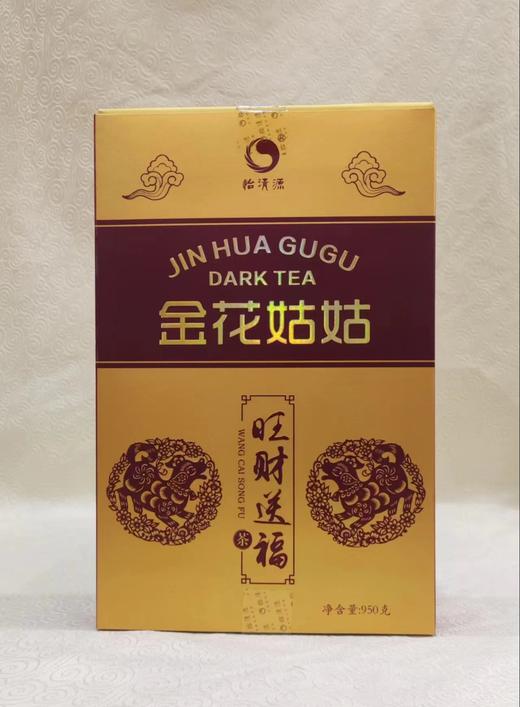 怡清源
JIN HUA GUGU
DARK TEA
金花姑姑
旺财送福
WANG CAI SONG FU
茶
净含量:950克